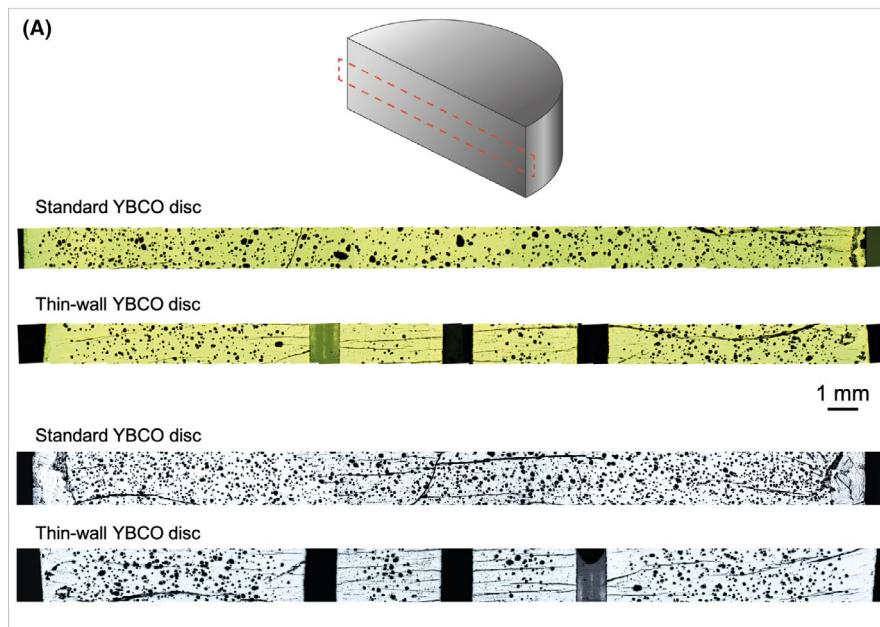 (A)
Standard YBCO disc
Thin-wall YBCO disc
1 mm
Standard YBCO disc
Thin-wall YBCO disc